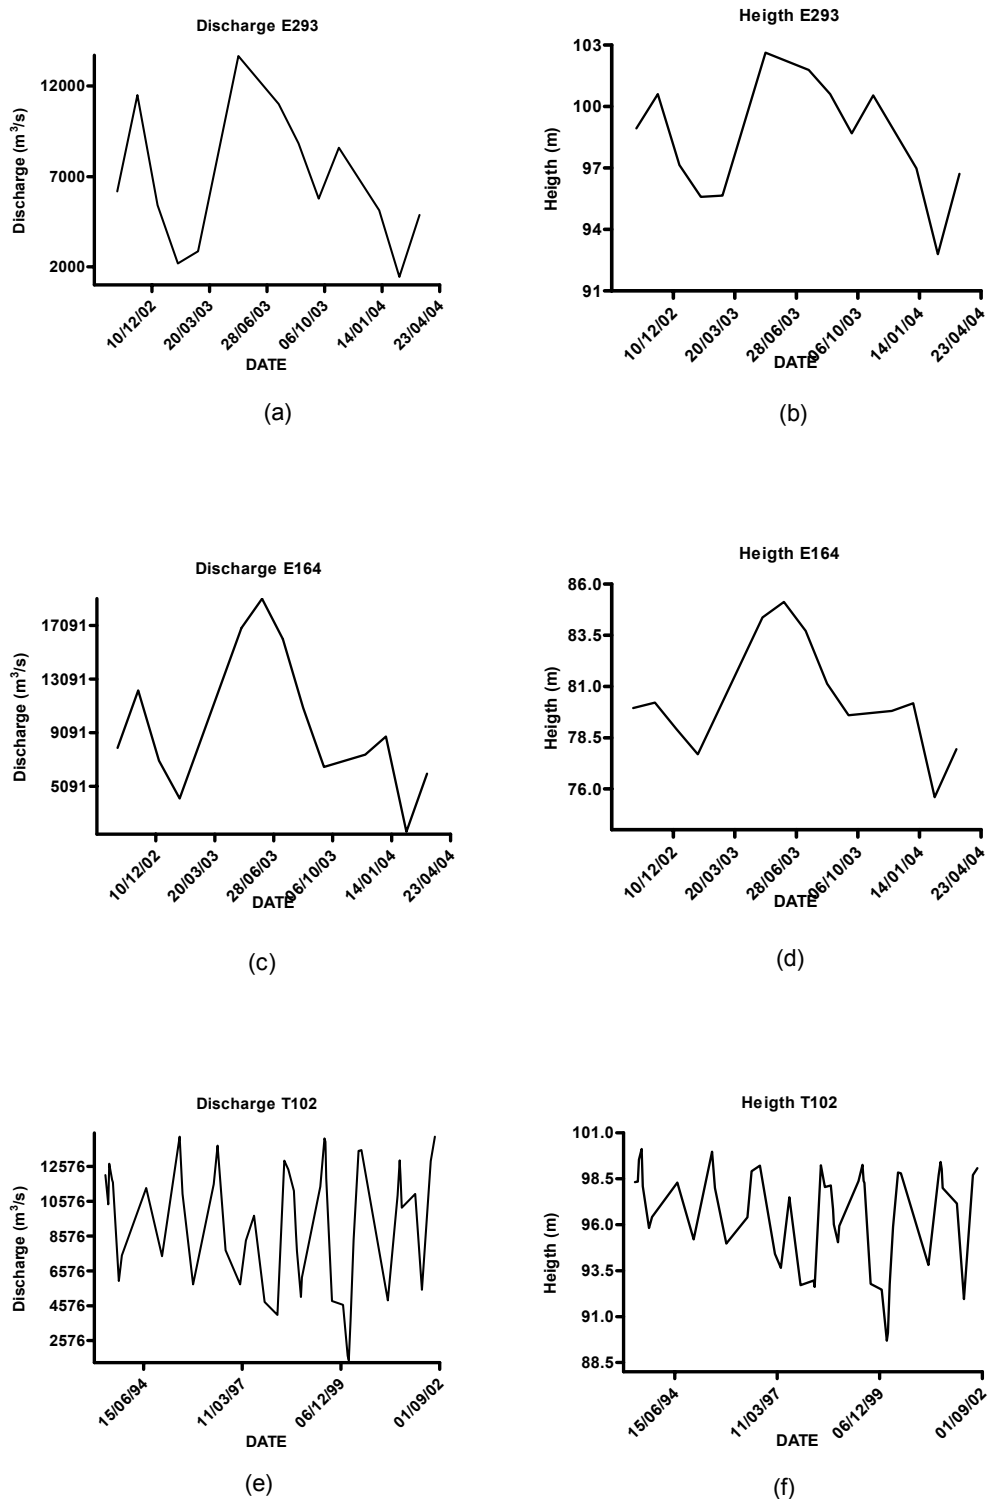 Discharge E293
Discharge (m³/s)
12000
7000
2000
10/12/02
20/03/03
28/06/03
06/10/03
14/01/04
23/04/04
DATE
(a)
Heigth E293
Heigth (m)
103
100
97
94
91
10/12/02
20/03/03
28/06/03
06/10/03
14/01/04
23/04/04
DATE
(b)
Discharge E164
Discharge (m³/s)
17091
13091
9091
5091
10/12/02
20/03/03
28/06/03
06/10/03
14/01/04
23/04/04
DATE
(c)
Heigth E164
Heigth (m)
86.0
83.5
81.0
78.5
76.0
10/12/02
20/03/03
28/06/03
06/10/03
14/01/04
23/04/04
DATE
(d)
Discharge T102
Discharge (m³/s)
12576
10576
8576
6576
4576
2576
15/06/94
11/03/97
06/12/99
01/09/02
DATE
(e)
Heigth T102
Heigth (m)
101.0
98.5
96.0
93.5
91.0
88.5
15/06/94
11/03/97
06/12/99
01/09/02
DATE
(f)